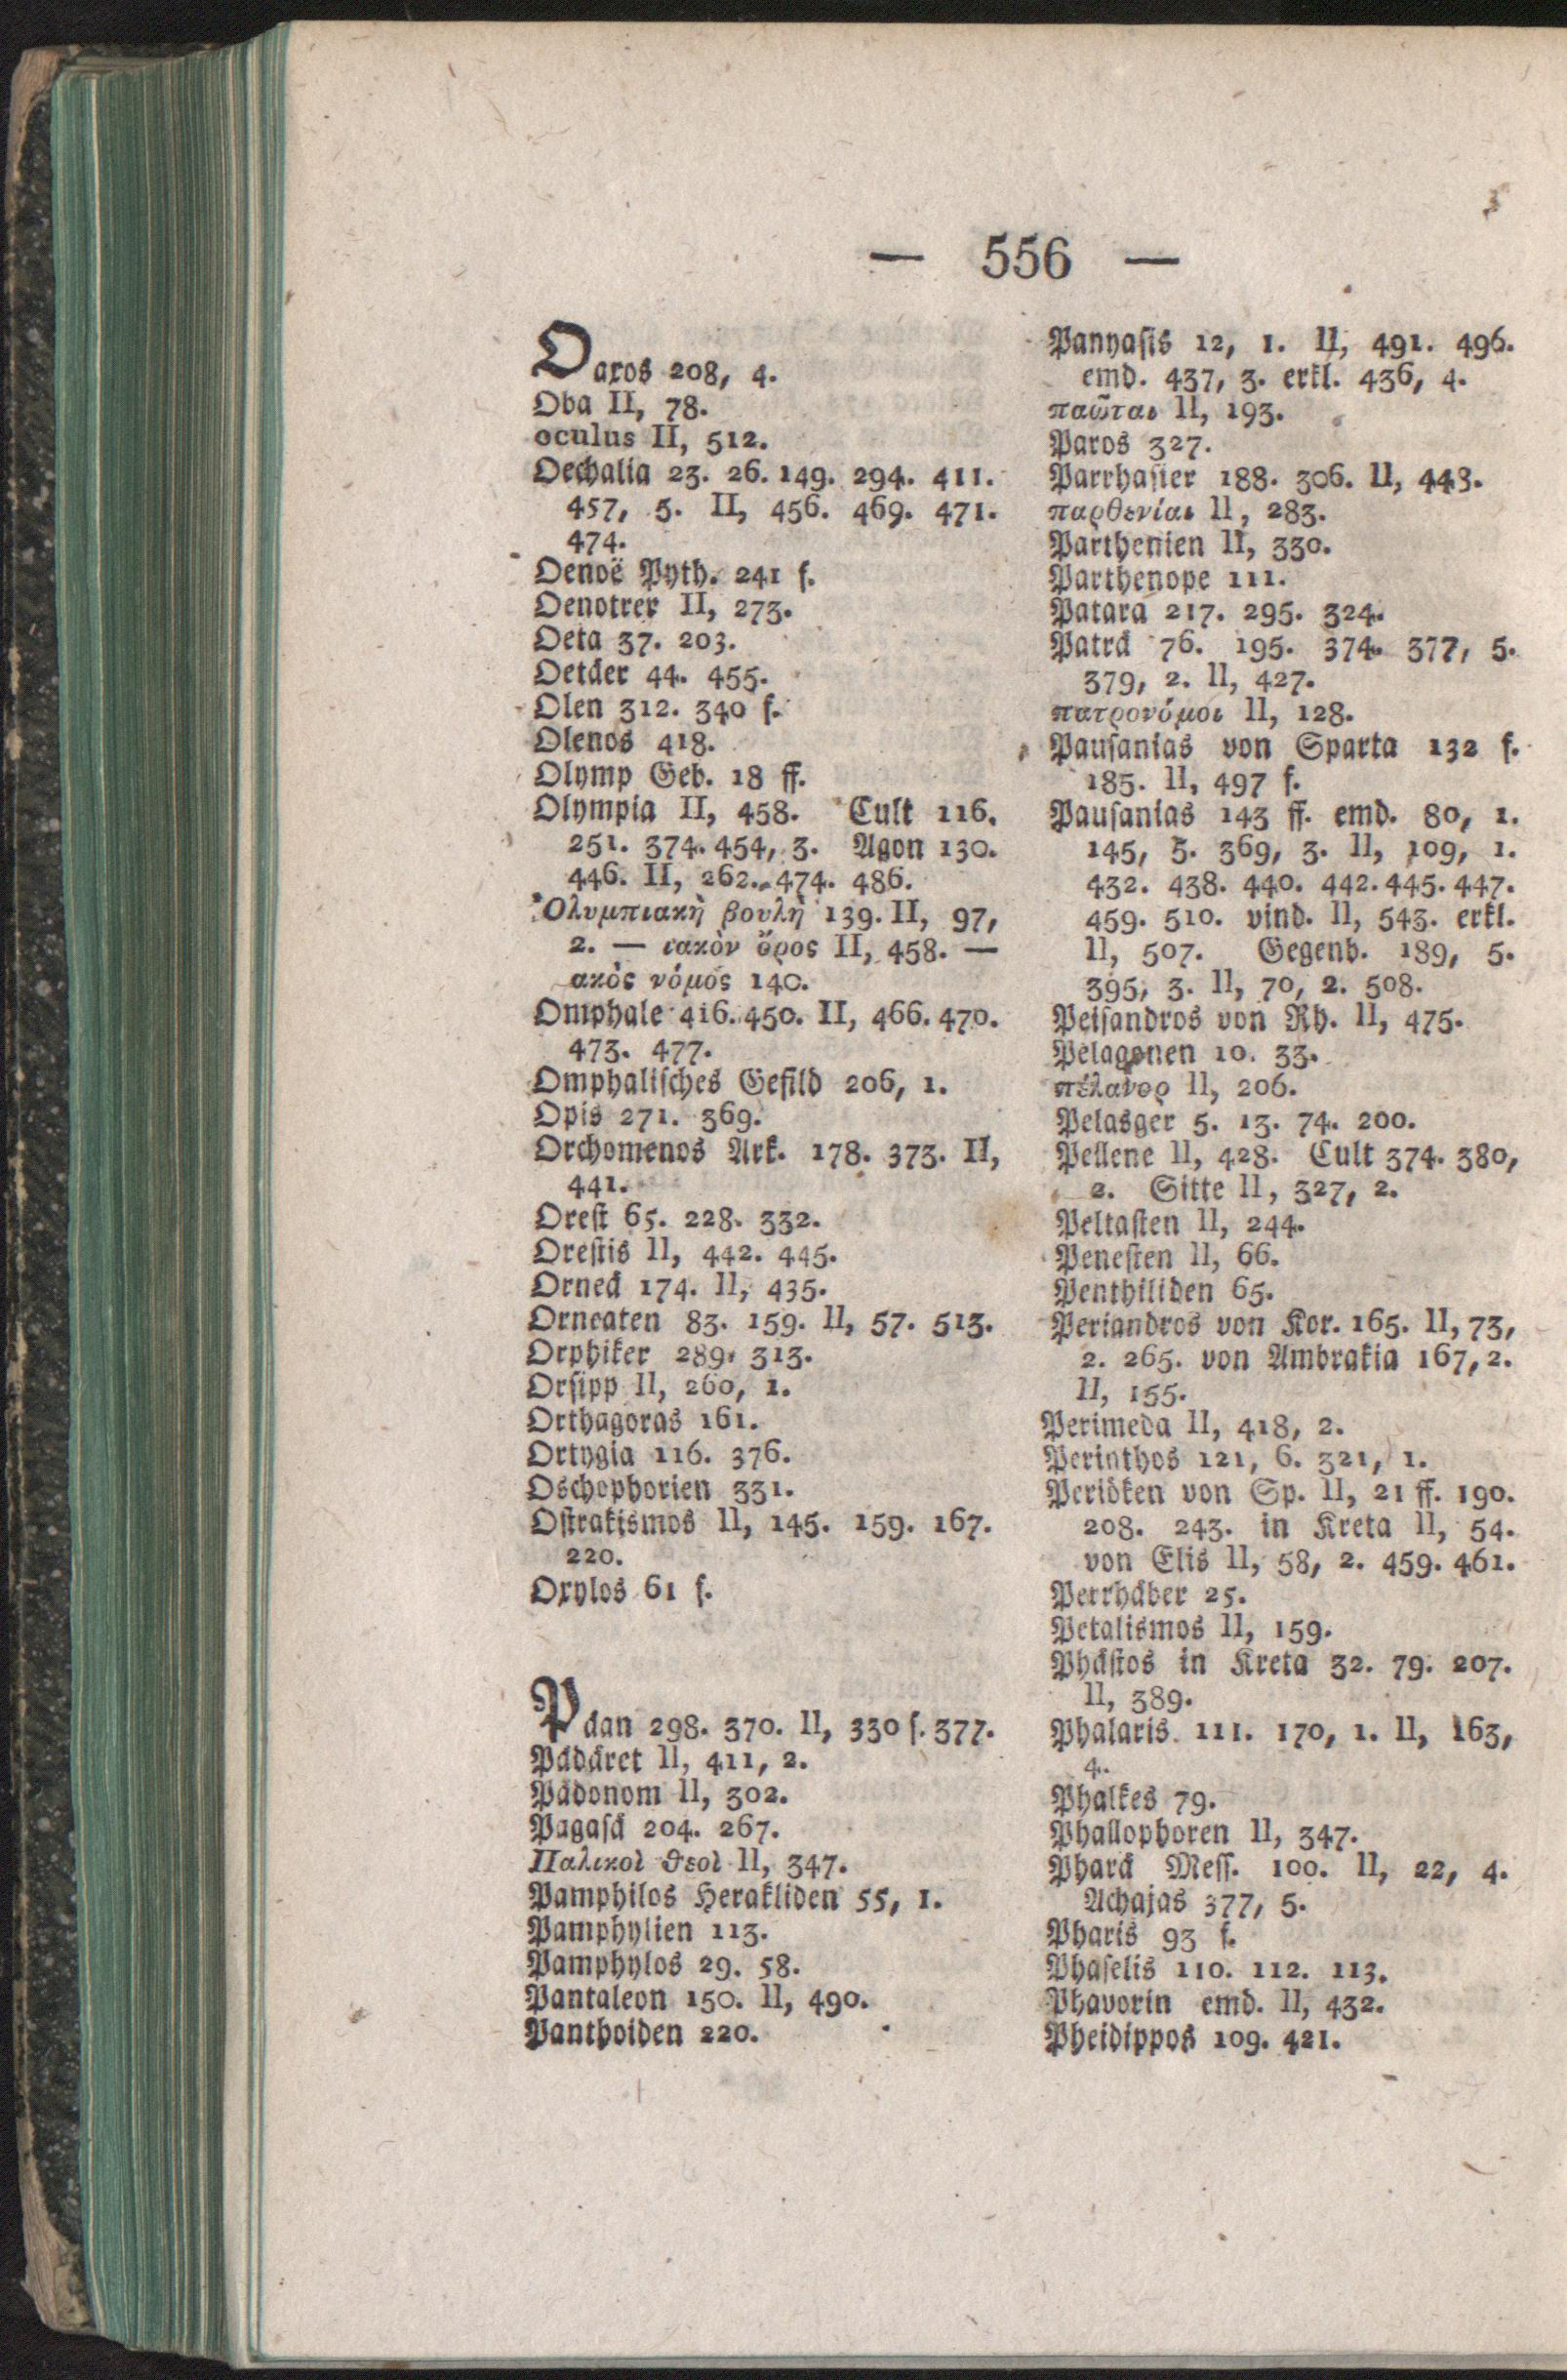 — 556 —
Oaxos 208, 4.
Oba II, 78.
oculus II, 512.
Oechalia 23. 26. 149. 294. 411.
457, 5. II, 456. 469. 471.
474.
Oenoë Pyth. 241 f.
Oenotrer II, 273.
Oeta 37. 203.
Oetäer 44. 455.
Olen 312. 340 f.
Olenos 418.
Olymp Geb. 18 ff.
Olympia II, 458. Cult 116.
251. 374. 454, 3. Agon 130.
446. II, 262. 474. 486.
Ὀλυμπιακὴ βουλὴ 139. II, 97,
2. — ιακὸν ὄρος II, 458. —
ακὸς νόμος 140.
Omphale 416. 450. II, 466. 470.
473. 477.
Omphalisches Gefild 206, 1.
Opis 271. 369.
Orchomenos Ark. 178. 373. II,
441.
Orest 65. 228. 332.
Orestis II, 442. 445.
Orneä 174. II, 435.
Orneaten 83. 159. II, 57. 513.
Orphiker 289. 313.
Orsipp II, 260, 1.
Orthagoras 161.
Ortygia 116. 376.
Oschophorien 331.
Ostrakismos II, 145. 159. 167.
220.
Oxylos 61 f.
Päan 298. 370. II, 330 f. 377.
Pädäret II, 411, 2.
Pädonom II, 302.
Pagasä 204. 267.
Παλικοὶ θεοὶ II, 347.
Pamphilos Herakliden 55, 1.
Pamphylien 113.
Pamphylos 29. 58.
Pantaleon 150. II, 490.
Panthoiden 220.
Panyasis 12, 1. II, 491. 496.
emd. 437, 3. erkl. 436, 4.
παῶται II, 193.
Paros 327.
Parrhasier 188. 306. II, 448.
παρθενίαι II, 283.
Parthenien II, 330.
Parthenope 111.
Patara 217. 295. 324.
Paträ 76. 195. 374. 377, 5.
379, 2. II, 427.
πατρονόμοι II, 128.
Pausanias von Sparta 132 f.
185. II, 497 f.
Pausanias 143 ff. emd. 80, 1.
145, 3. 369, 3. II, 109, 1.
432. 438. 440. 442. 445. 447.
459. 510. vind. II, 543. erkl.
II, 507. Gegenb. 189, 5.
395, 3. II, 70, 2. 508.
Peisandros von Rh. II, 475.
Pelagonen 10. 33.
πέλανορ II, 206.
Pelasger 5. 13. 74. 200.
Pellene II, 428. Cult 374. 380,
2. Sitte II, 327, 2.
Peltasten II, 244.
Penesten II, 66.
Penthiliden 65.
Periandros von Kor. 165. II, 73,
2. 265. von Ambrakia 167, 2.
II, 155.
Perimeda II, 418, 2.
Perinthos 121, 6. 321, 1.
Periöken von Sp. II, 21 ff. 190.
208. 243. in Kreta II, 54.
von Elis II, 58, 2. 459. 461.
Perrhäber 25.
Petalismos II, 159.
Phästos in Kreta 32. 79. 207.
II, 389.
Phalaris 111. 170, 1. II, 163,
4.
Phalkes 79.
Phallophoren II, 347.
Pharä Mess. 100. II, 22, 4.
Achajas 377, 5.
Pharis 93 f.
Phaselis 110. 112. 113.
Phavorin emd. II, 432.
Pheidippos 109. 421.